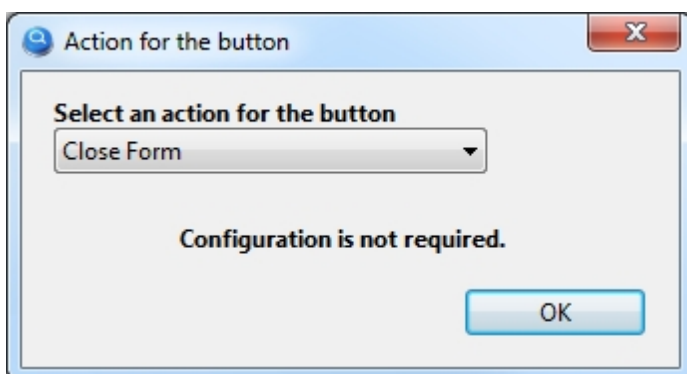 Action for the button
Select an action for the button
Close Form
Configuration is not required.
OK